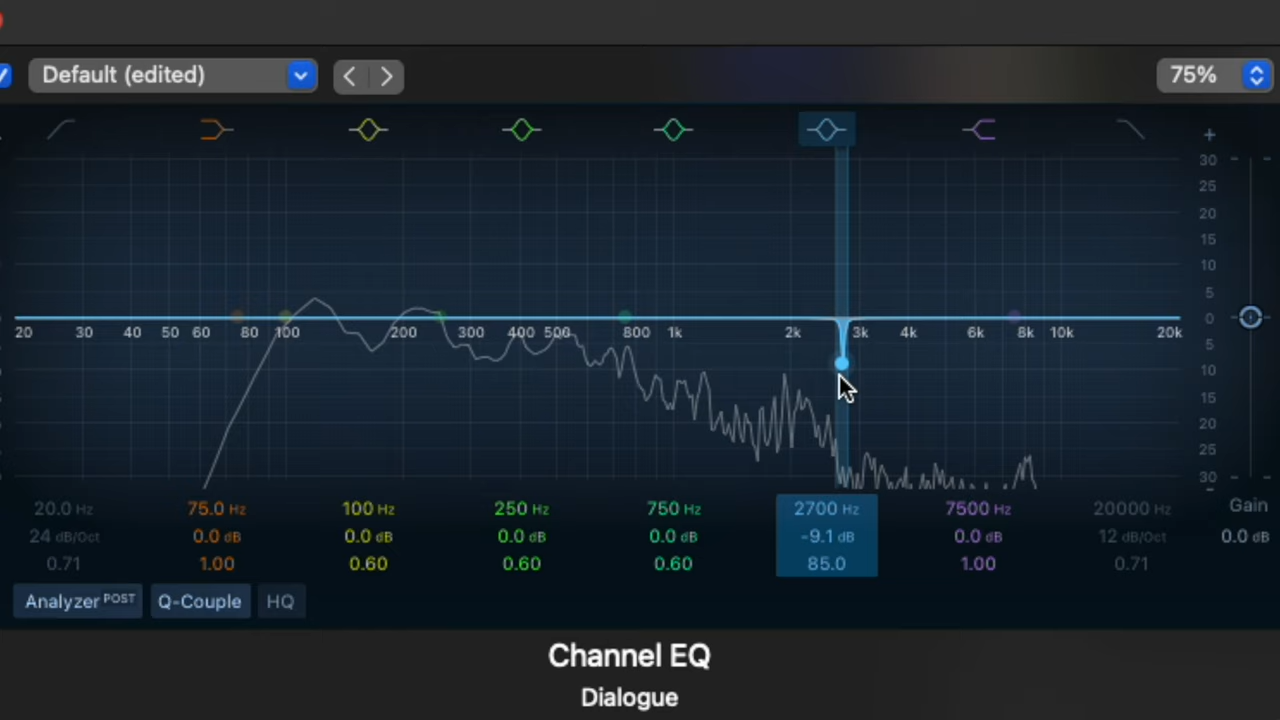 Default (edited)
75%
+
30
25
20
15
10
5
0
5
10
15
20
25
30
-
20 30 40 50 60 80 100 200 300 400 500 800 1k 2k 3k 4k 6k 8k 10k 20k
20.0 Hz 75.0 Hz 100 Hz 250 Hz 750 Hz 2700 Hz 7500 Hz 20000 Hz Gain
24 dB/Oct 0.0 dB 0.0 dB 0.0 dB 0.0 dB -9.1 dB 0.0 dB 12 dB/Oct 0.0 dB
0.71 1.00 0.60 0.60 0.60 85.0 1.00 0.71
Analyzer POST Q-Couple HQ
Channel EQ
Dialogue